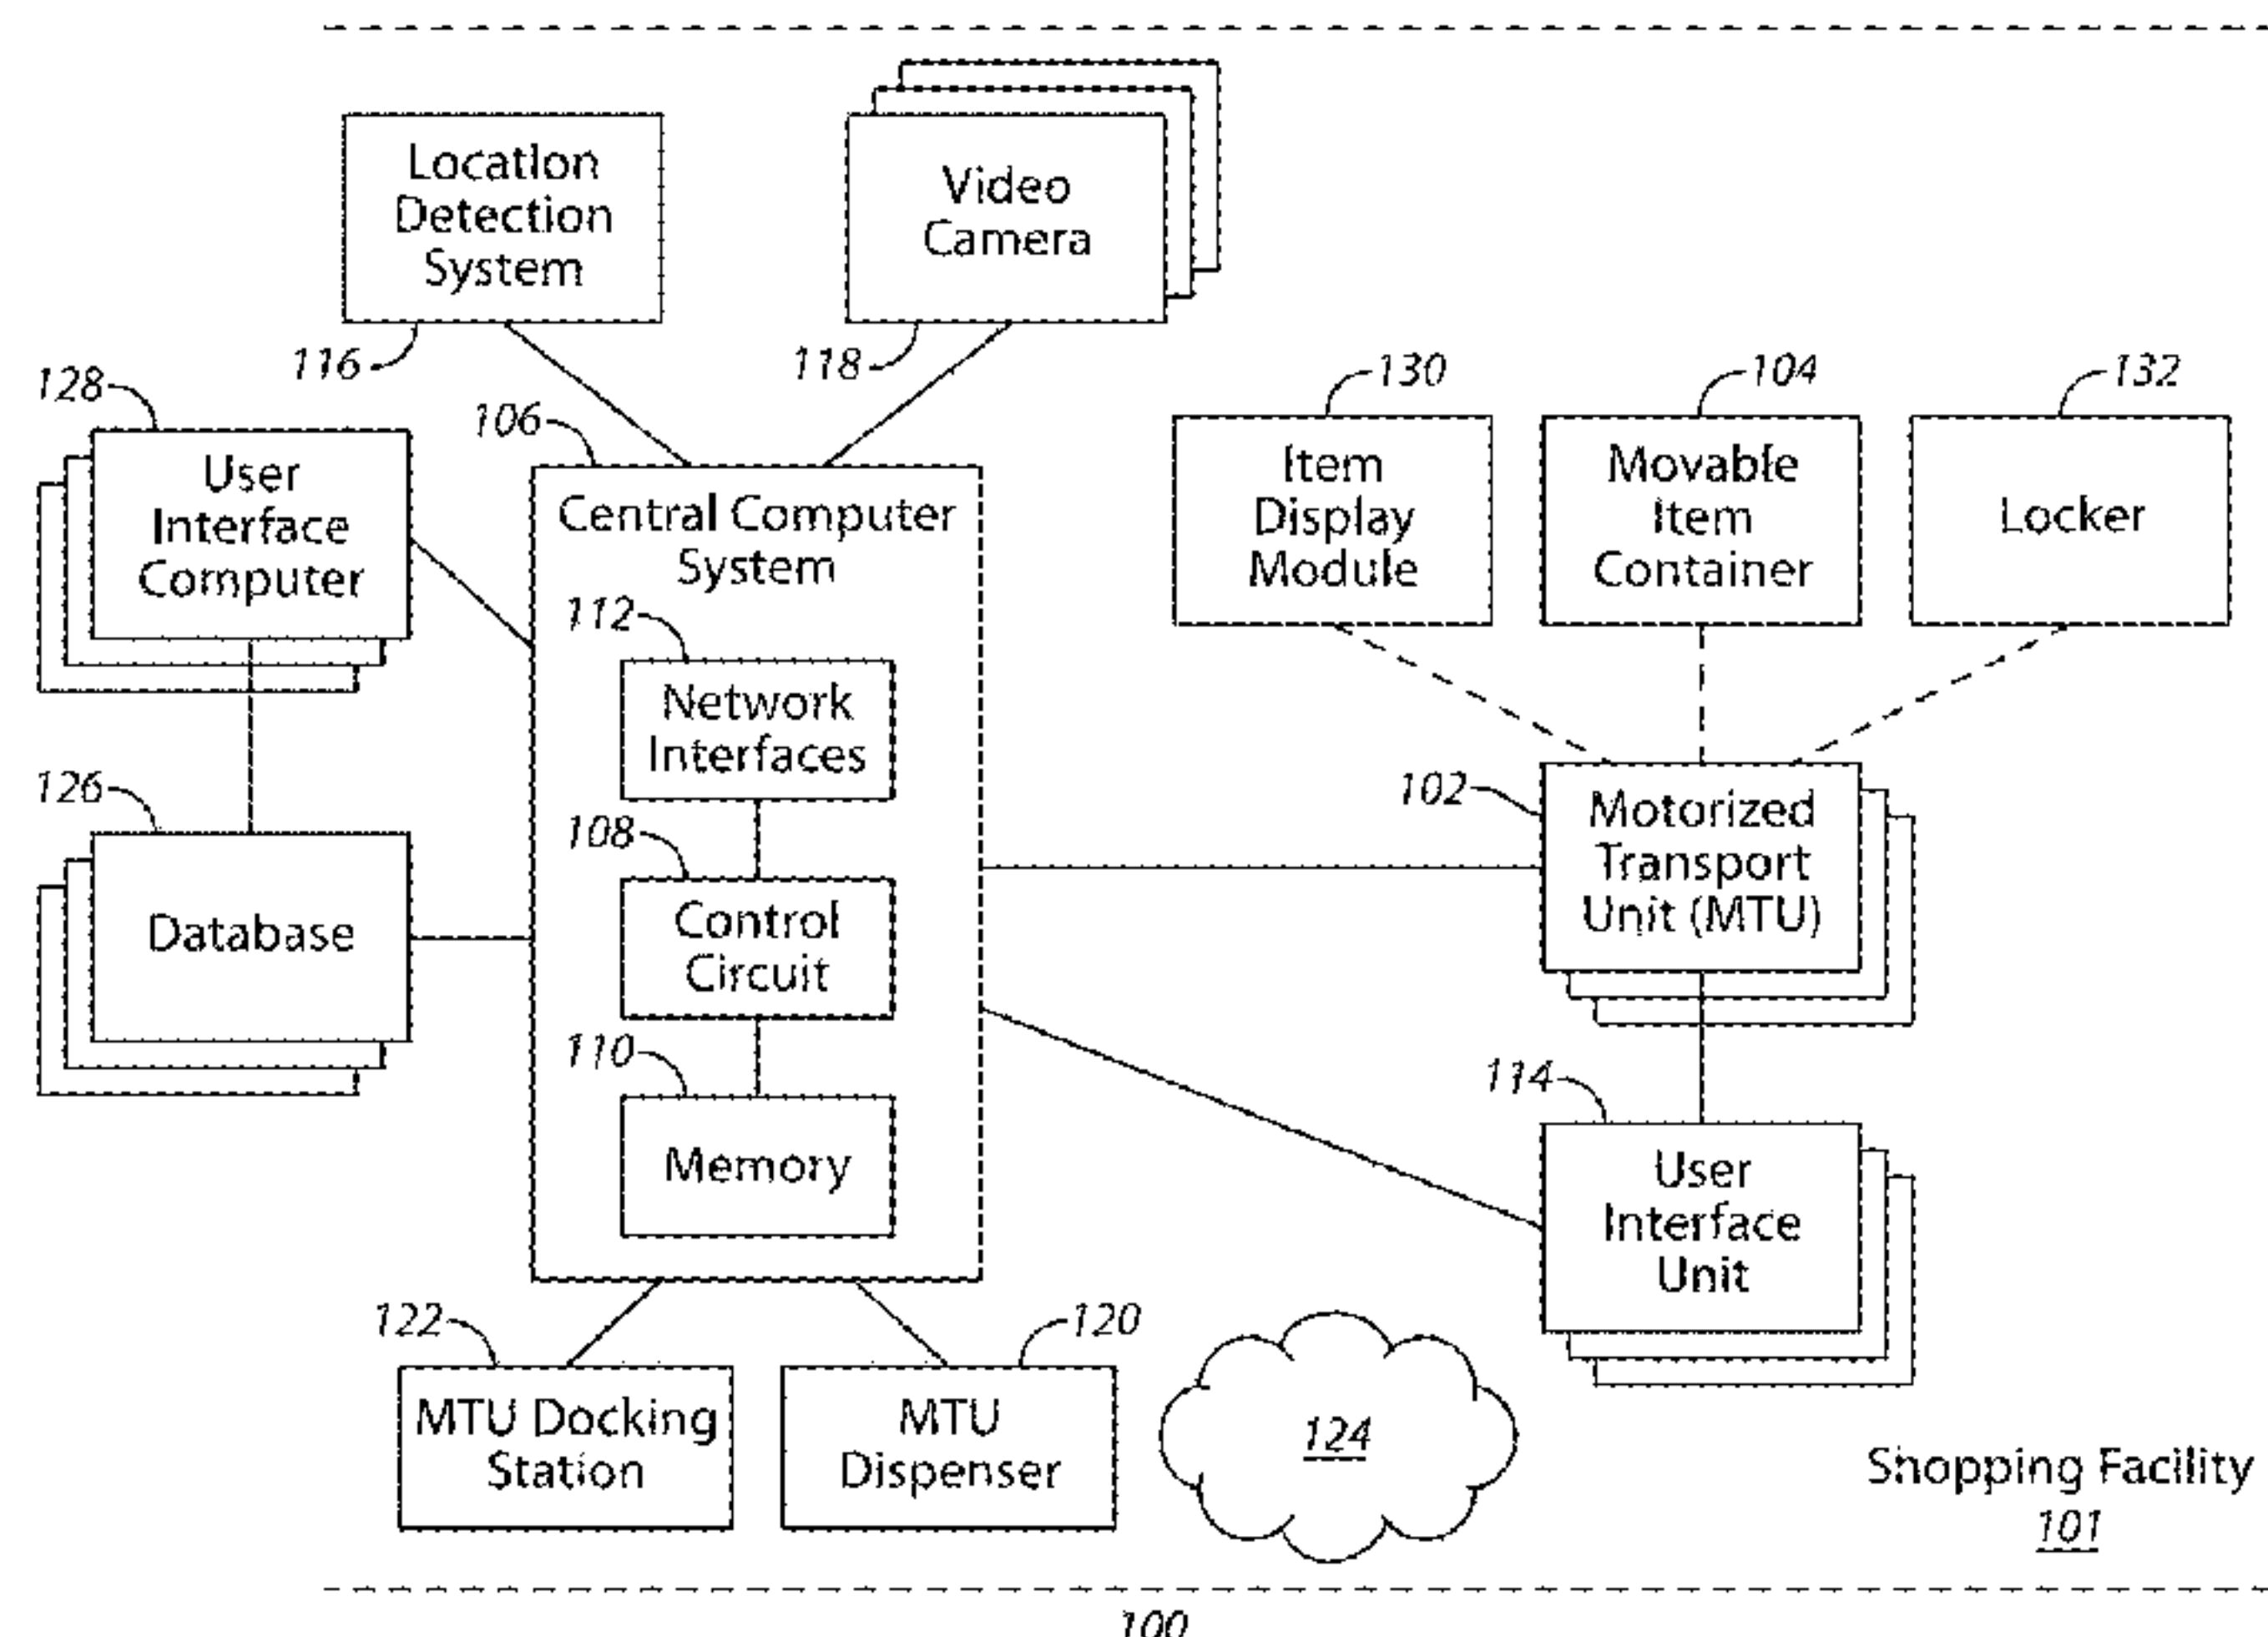 Location
Detection
System
116
Video
Camera
118
128
User
Interface
Computer
106
Central Computer
System
112
Network
Interfaces
108
Control
Circuit
110
Memory
126
Database
130
Item
Display
Module
104
Movable
Item
Container
132
Locker
102
Motorized
Transport
Unit (MTU)
114
User
Interface
Unit
122
MTU Docking
Station
120
MTU
Dispenser
124
Shopping Facility
101
100